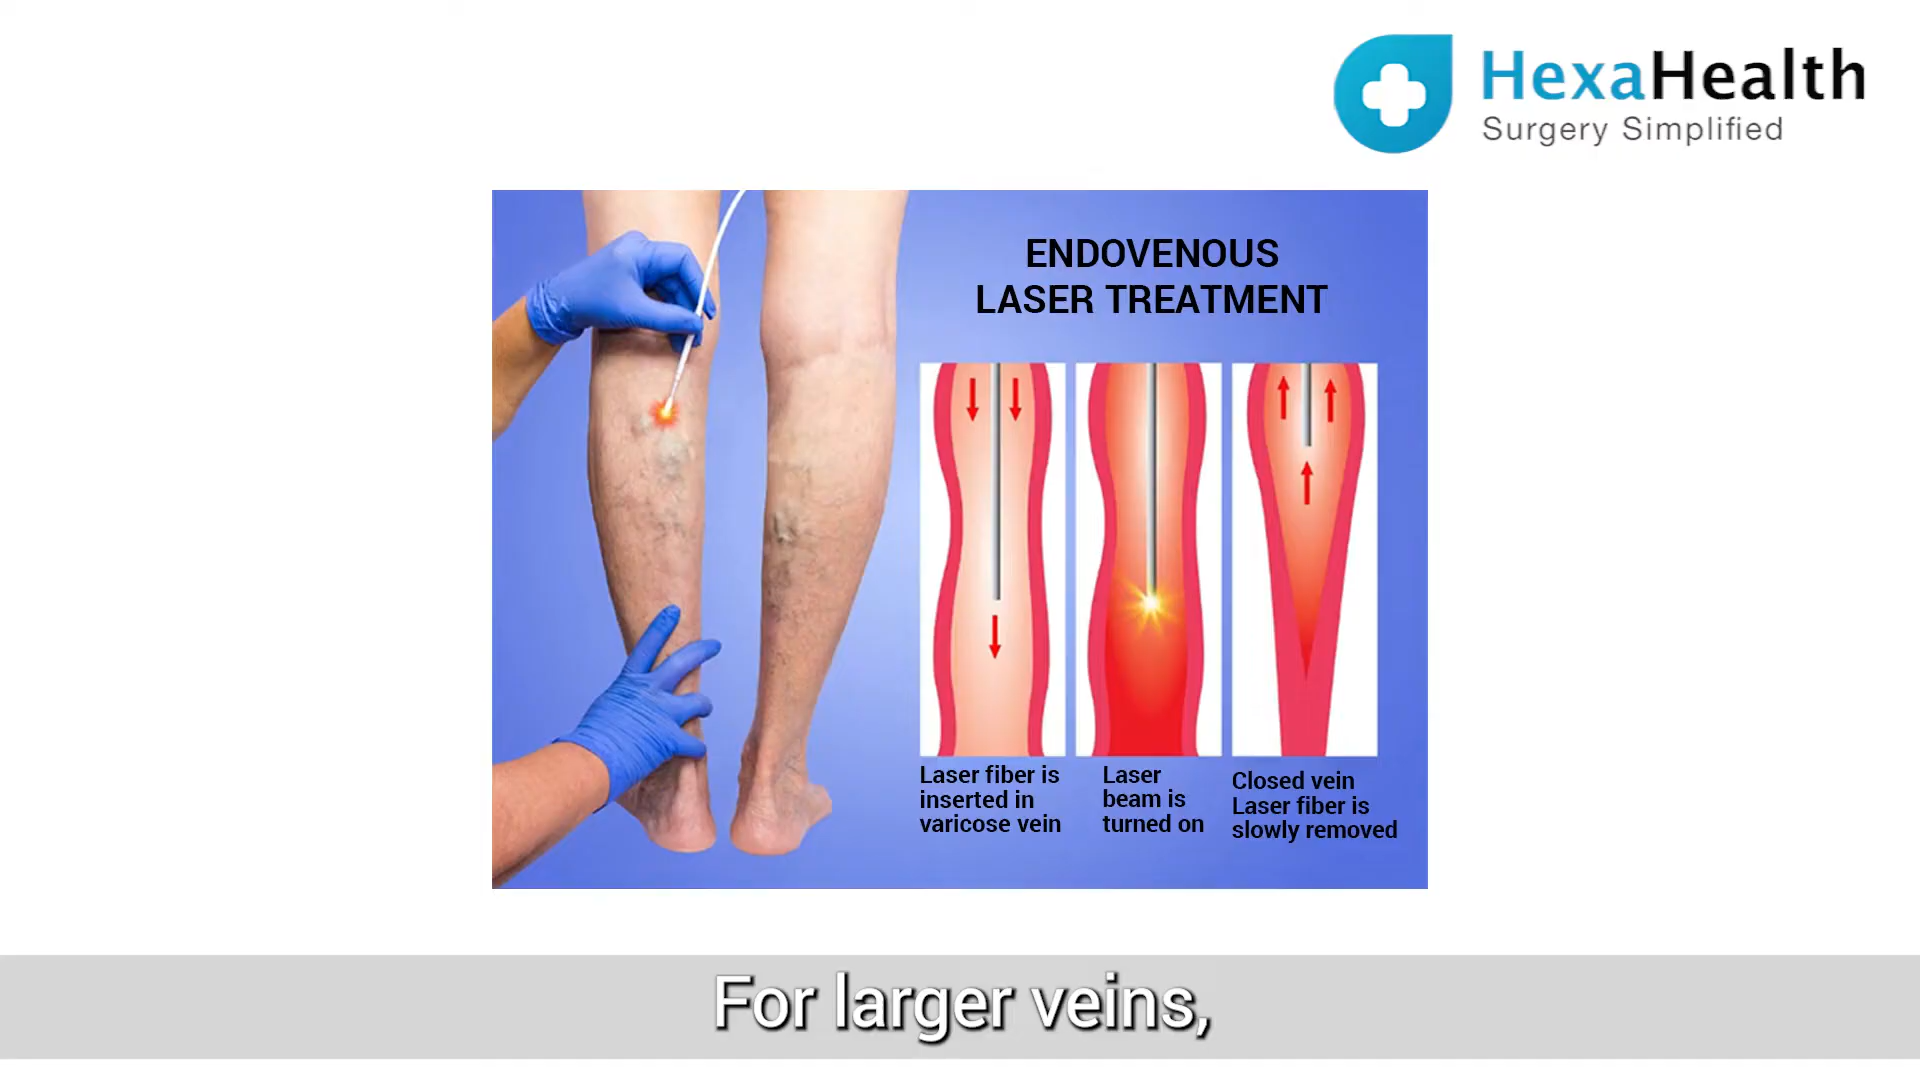 HexaHealth
Surgery Simplified
ENDOVENOUS
LASER TREATMENT
Laser fiber is
inserted in
varicose vein
Laser
beam is
turned on
Closed vein
Laser fiber is
slowly removed
For larger veins,